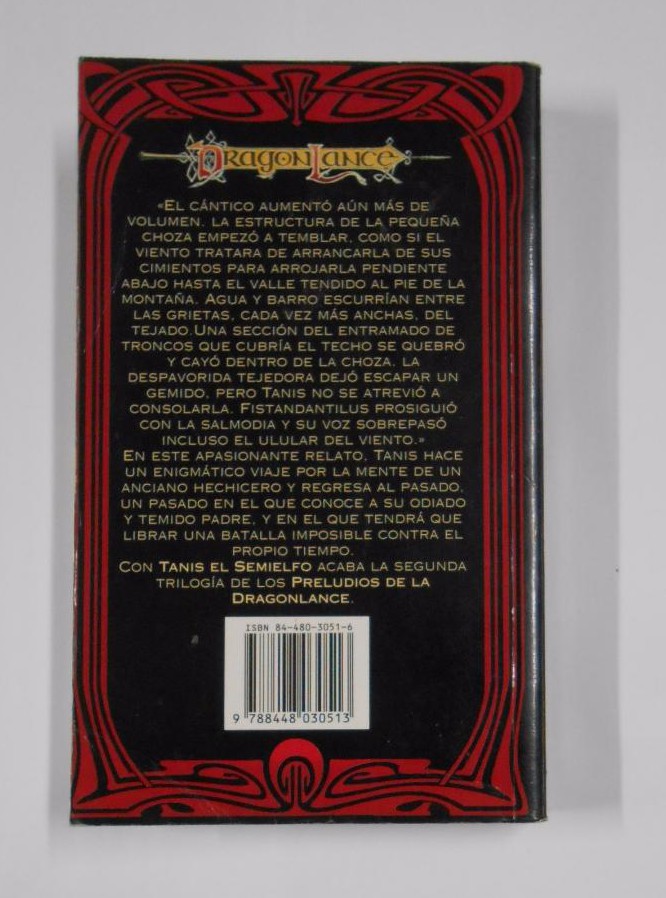 DRAGONLANCE
«EL CÁNTICO AUMENTÓ AÚN MÁS DE
VOLUMEN. LA ESTRUCTURA DE LA PEQUEÑA
CHOZA EMPEZÓ A TEMBLAR, COMO SI EL
VIENTO TRATARA DE ARRANCARLA DE SUS
CIMIENTOS PARA ARROJARLA PENDIENTE
ABAJO HASTA EL VALLE TENDIDO AL PIE DE LA
MONTAÑA. AGUA Y BARRO ESCURRÍAN ENTRE
LAS GRIETAS, CADA VEZ MÁS ANCHAS, DEL
TEJADO.UNA SECCIÓN DEL ENTRAMADO DE
TRONCOS QUE CUBRÍA EL TECHO SE QUEBRÓ
Y CAYÓ DENTRO DE LA CHOZA. LA
DESPAVORIDA TEJEDORA DEJÓ ESCAPAR UN
GEMIDO, PERO TANIS NO SE ATREVIÓ A
CONSOLARLA. FISTANDANTILUS PROSIGUIÓ
CON LA SALMODIA Y SU VOZ SOBREPASÓ
INCLUSO EL ULULAR DEL VIENTO.»
EN ESTE APASIONANTE RELATO, TANIS HACE
UN ENIGMÁTICO VIAJE POR LA MENTE DE UN
ANCIANO HECHICERO Y REGRESA AL PASADO,
UN PASADO EN EL QUE CONOCE A SU ODIADO
Y TEMIDO PADRE, Y EN EL QUE TENDRÁ QUE
LIBRAR UNA BATALLA IMPOSIBLE CONTRA EL
PROPIO TIEMPO.
CON TANIS EL SEMIELFO ACABA LA SEGUNDA
TRILOGÍA DE LOS PRELUDIOS DE LA
DRAGONLANCE.
ISBN 84-480-3051-6
9 788448 030513